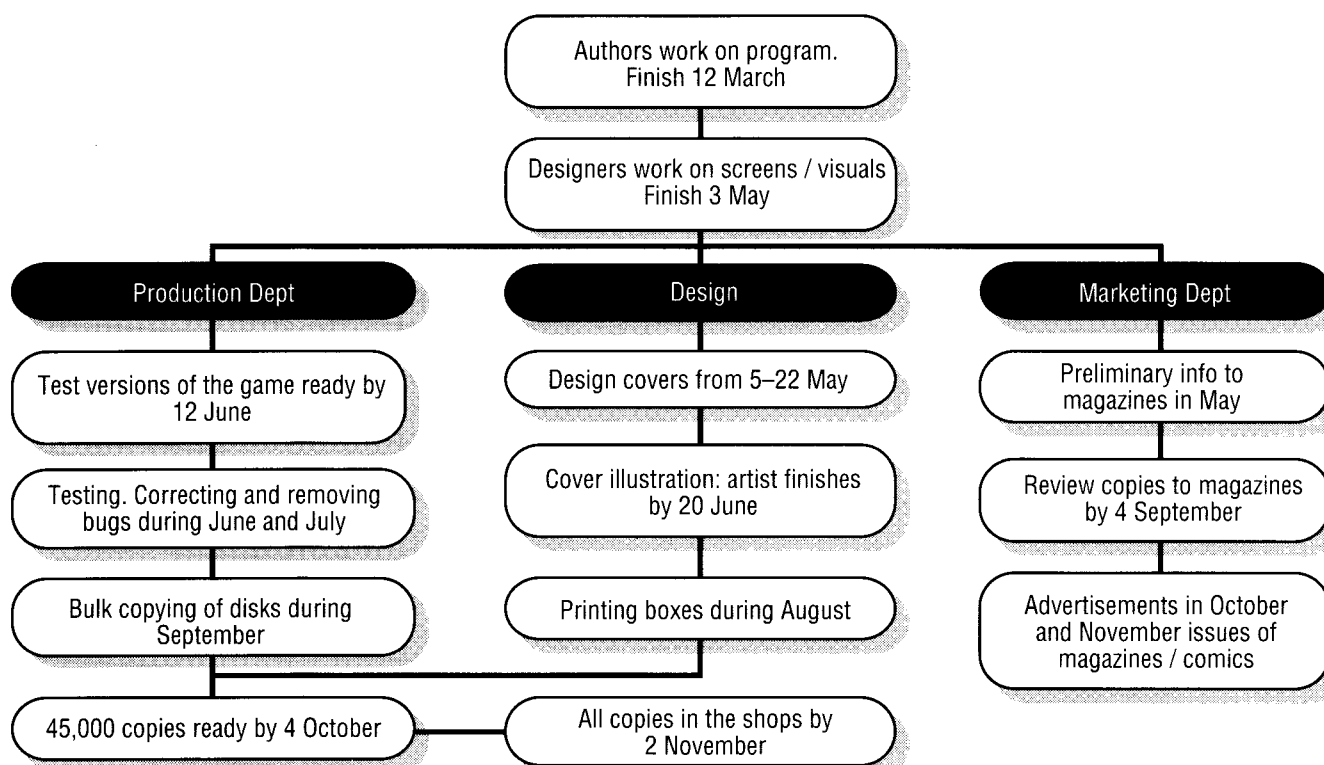 Authors work on program.
Finish 12 March
Designers work on screens / visuals
Finish 3 May
Production Dept
Test versions of the game ready by
12 June
Testing. Correcting and removing
bugs during June and July
Bulk copying of disks during
September
45,000 copies ready by 4 October
Design
Design covers from 5–22 May
Cover illustration: artist finishes
by 20 June
Printing boxes during August
All copies in the shops by
2 November
Marketing Dept
Preliminary info to
magazines in May
Review copies to magazines
by 4 September
Advertisements in October
and November issues of
magazines / comics